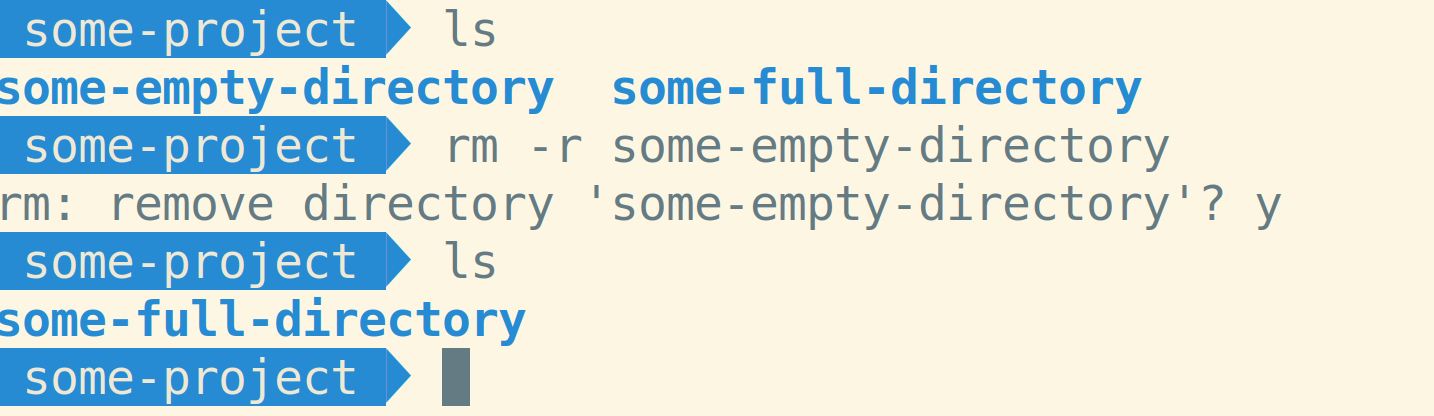 some-project ls
some-empty-directory  some-full-directory
some-project rm -r some-empty-directory
rm: remove directory 'some-empty-directory'? y
some-project ls
some-full-directory
some-project